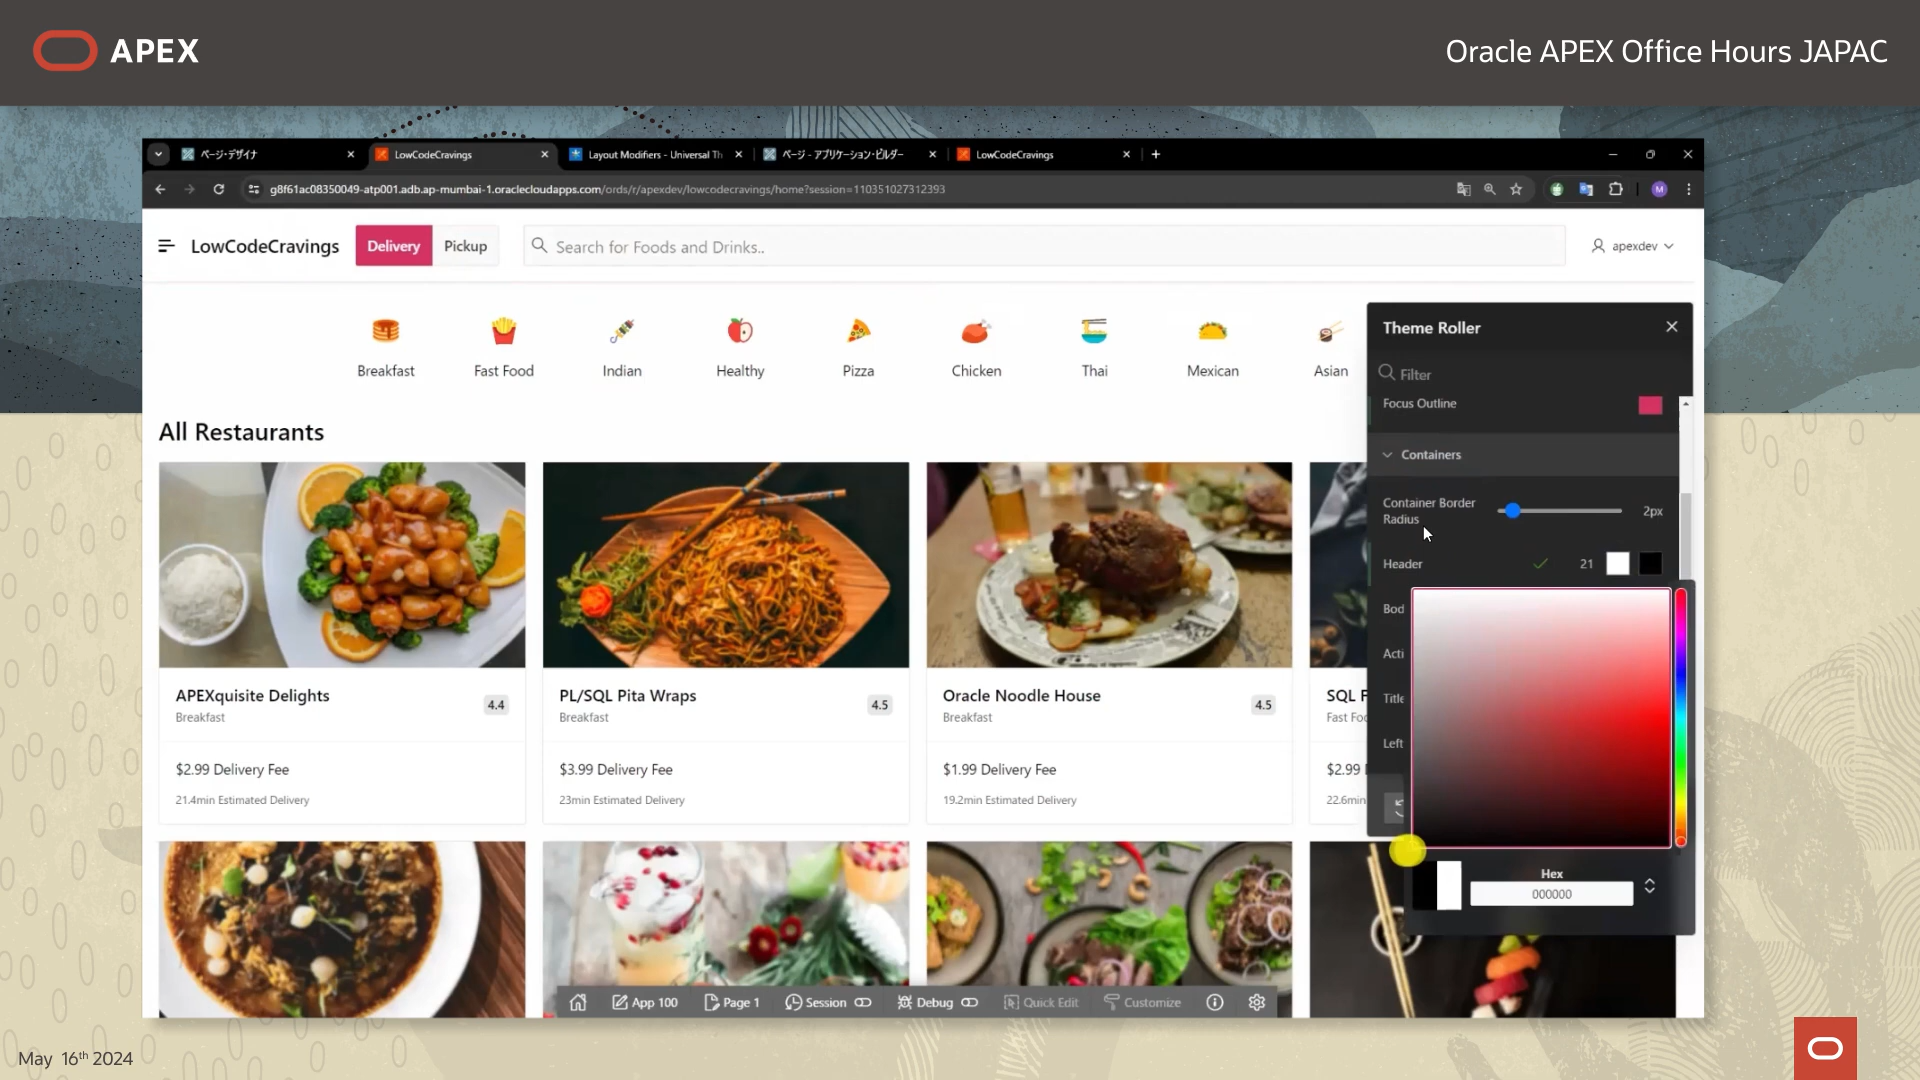 APEX
Oracle APEX Office Hours JAPAC
ページ・デザイナ
LowCodeCravings
Layout Modifiers - Universal Th
ページ - アプリケーション・ビルダー
LowCodeCravings
g8f61ac08350049-atp001.adb.ap-mumbai-1.oraclecloudapps.com/ords/r/apexdev/lowcodecravings/home?session=110351027312393
M
LowCodeCravings
Delivery
Pickup
Search for Foods and Drinks..
apexdev
Breakfast
Fast Food
Indian
Healthy
Pizza
Chicken
Thai
Mexican
Asian
All Restaurants
APEXquisite Delights
Breakfast
4.4
$2.99 Delivery Fee
21.4min Estimated Delivery
PL/SQL Pita Wraps
Breakfast
4.5
$3.99 Delivery Fee
23min Estimated Delivery
Oracle Noodle House
Breakfast
4.5
$1.99 Delivery Fee
19.2min Estimated Delivery
SQL F
Fast Foo
$2.99
22.6min
Theme Roller
Filter
Focus Outline
Containers
Container Border
Radius
2px
Header
21
Bod
Acti
Title
Left
Hex
000000
App 100
Page 1
Session
Debug
Quick Edit
Customize
May 16th 2024